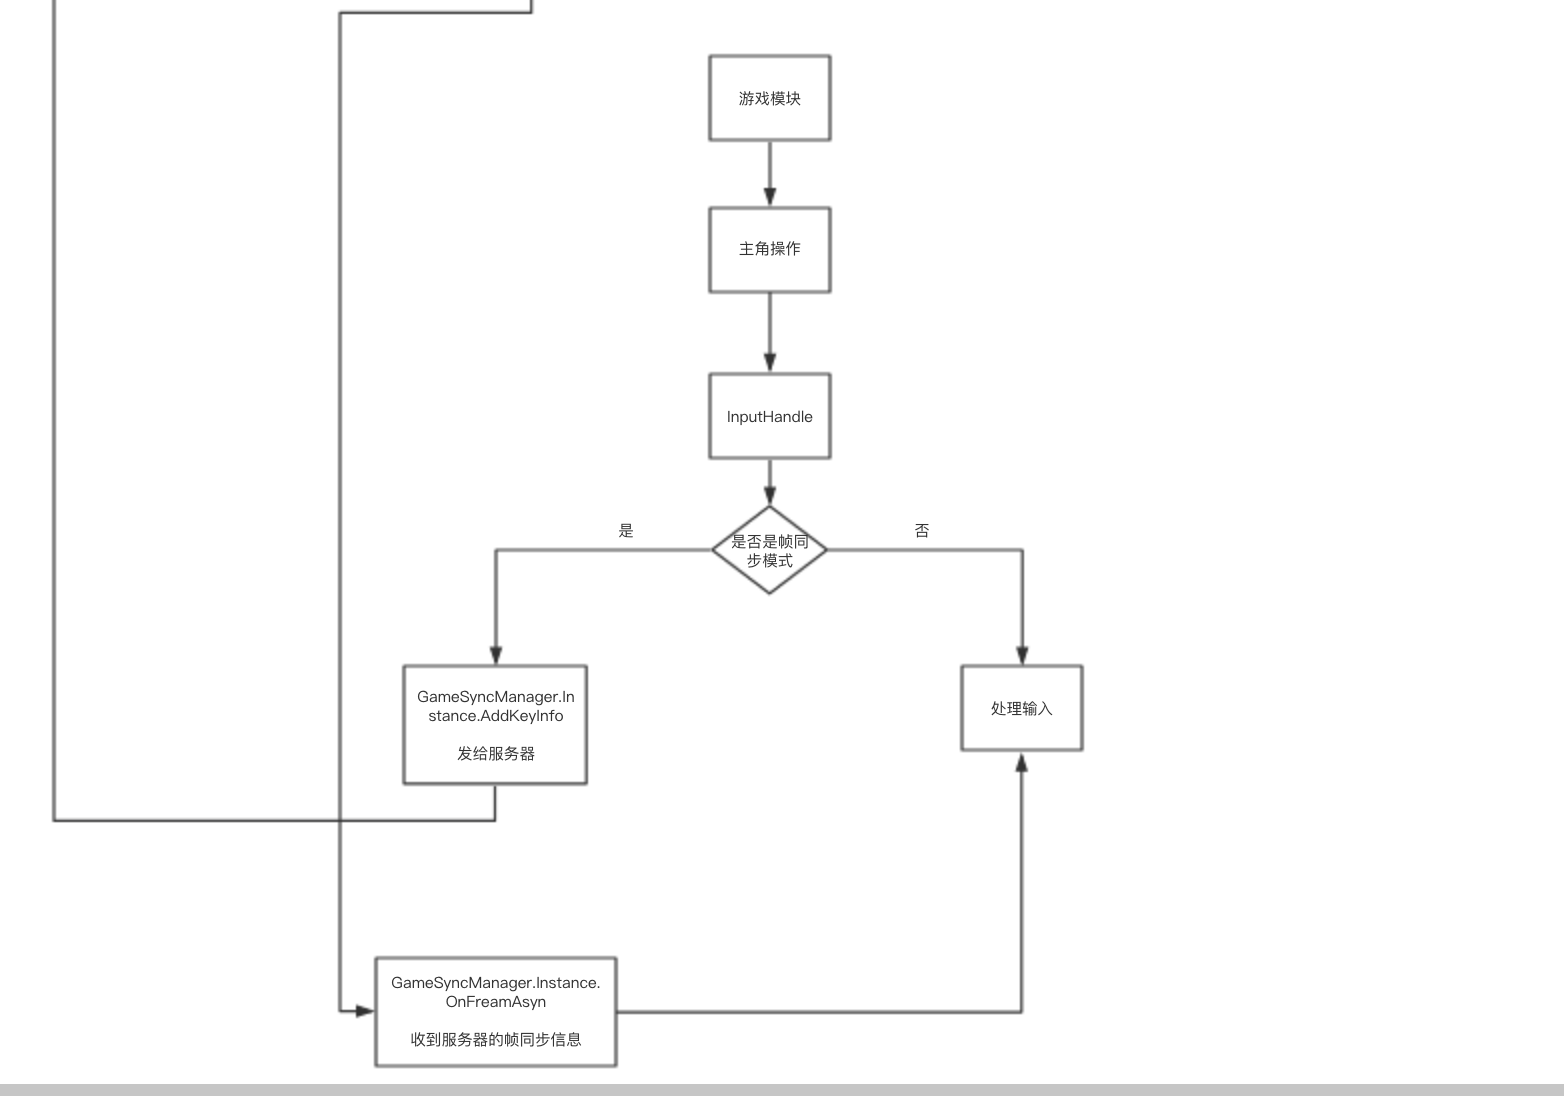 游戏模块
主角操作
InputHandle
是
否
是否是帧同
步模式
GameSyncManager.In
stance.AddKeyInfo
发给服务器
处理输入
GameSyncManager.Instance.
OnFreamAsyn
收到服务器的帧同步信息